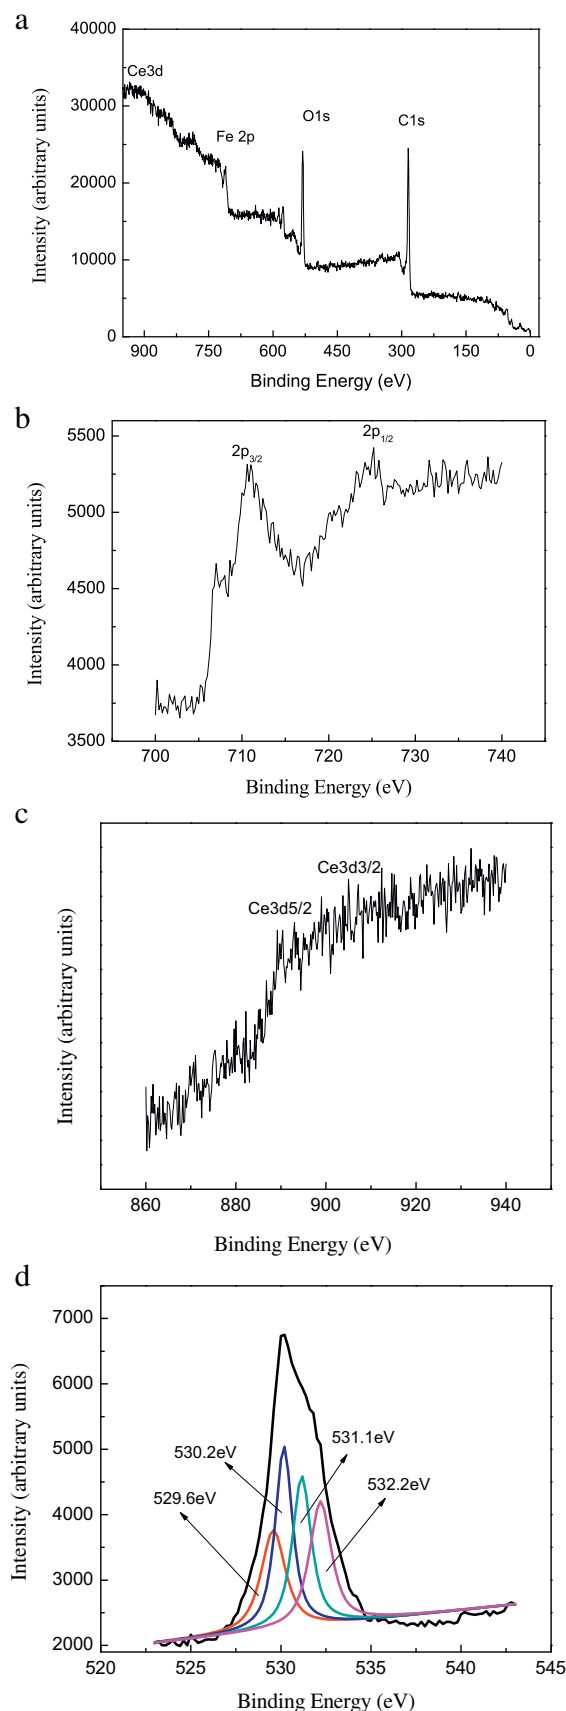 a
40000
30000
20000
10000
0
Ce3d
Fe 2p
O1s
C1s
900 750 600 450 300 150 0
Intensity (arbitrary units)
Binding Energy (eV)
b
5500
5000
4500
4000
3500
2p3/2
2p1/2
700 710 720 730 740
Intensity (arbitrary units)
Binding Energy (eV)
c
Ce3d3/2
Ce3d5/2
860 880 900 920 940
Intensity (arbitrary units)
Binding Energy (eV)
d
7000
6000
5000
4000
3000
2000
531.1eV
530.2eV
532.2eV
529.6eV
520 525 530 535 540 545
Intensity (arbitrary units)
Binding Energy (eV)